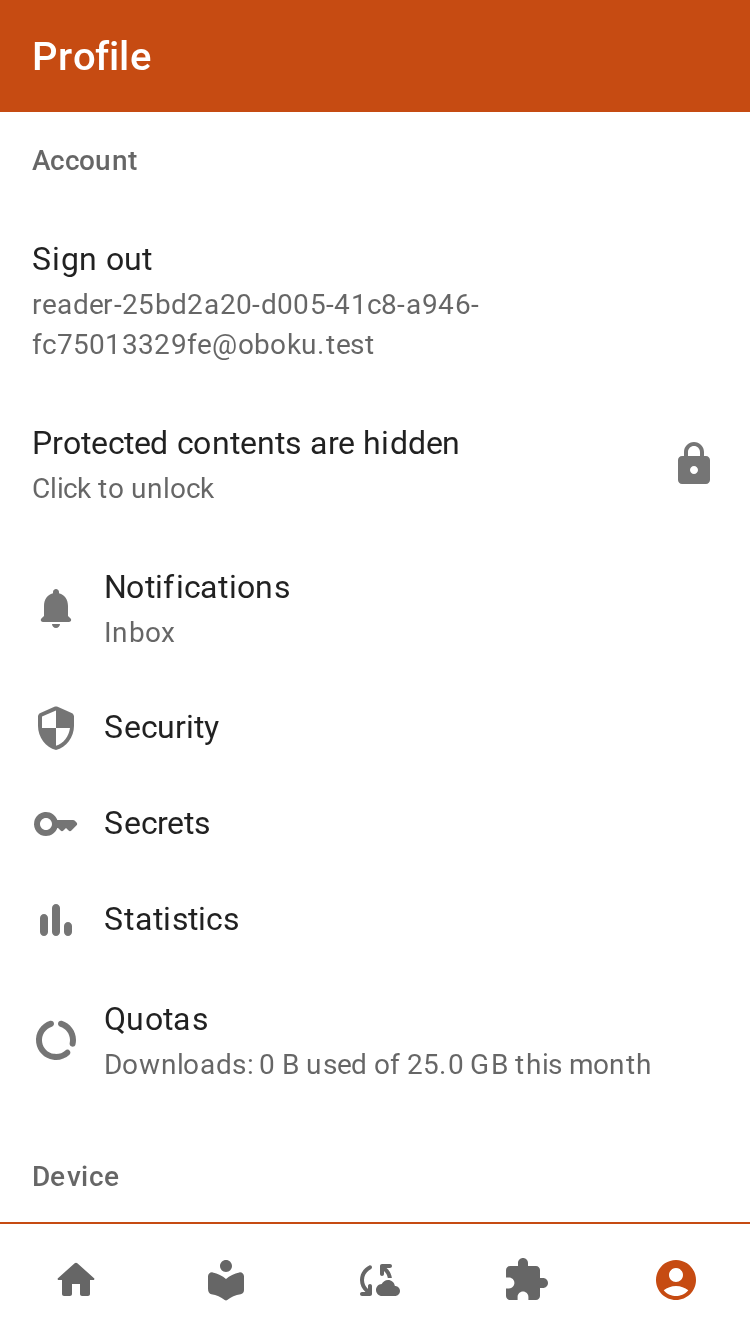 Profile
Account
Sign out
reader-25bd2a20-d005-41c8-a946-
fc75013329fe@oboku.test
Protected contents are hidden
Click to unlock
Notifications
Inbox
Security
Secrets
Statistics
Quotas
Downloads: 0 B used of 25.0 GB this month
Device